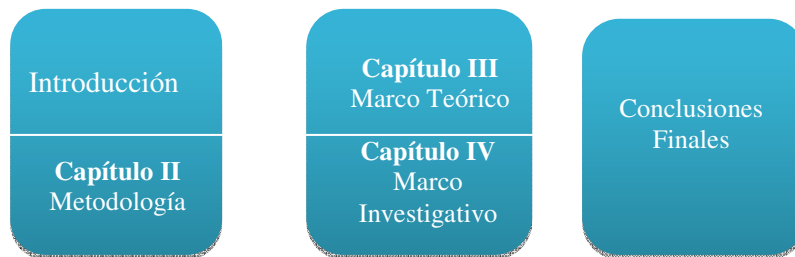 Introducción
Capítulo II
Metodología
Capítulo III
Marco Teórico
Capítulo IV
Marco
Investigativo
Conclusiones
Finales